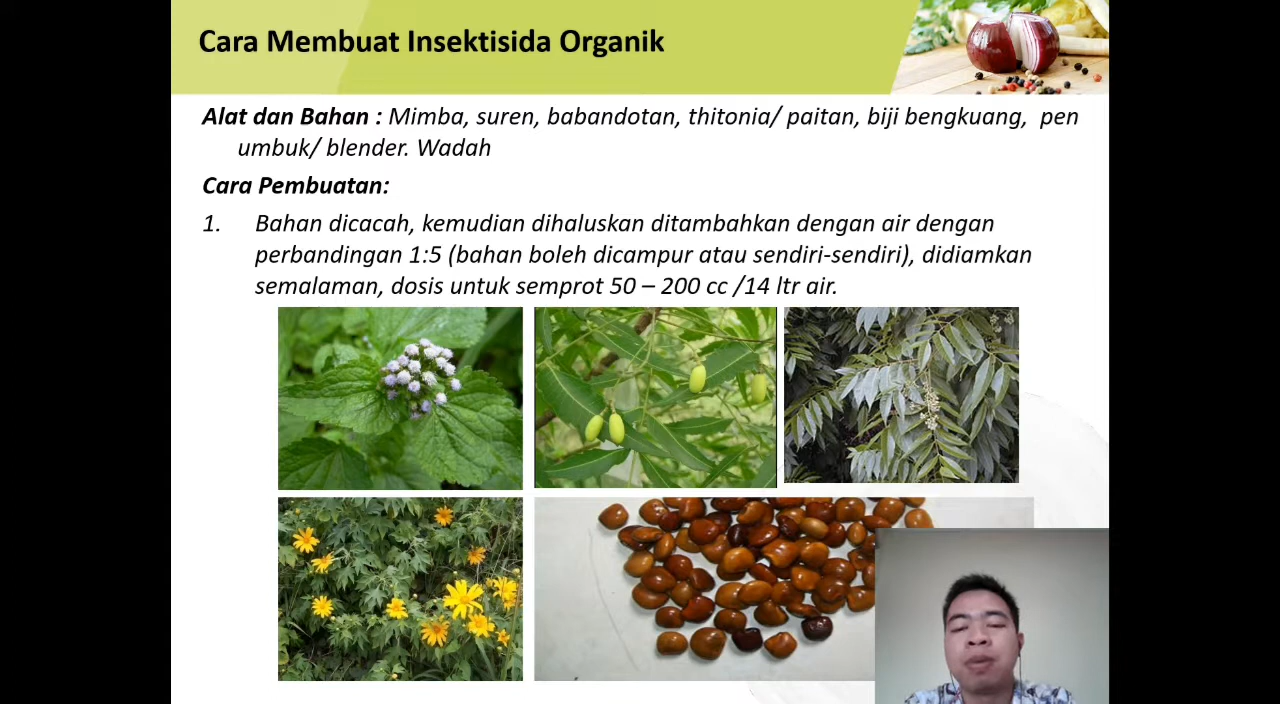 Cara Membuat Insektisida Organik
Alat dan Bahan : Mimba, suren, babandotan, thitonia/ paitan, biji bengkuang, pen
umbuk/ blender. Wadah
Cara Pembuatan:
1. Bahan dicacah, kemudian dihaluskan ditambahkan dengan air dengan
perbandingan 1:5 (bahan boleh dicampur atau sendiri-sendiri), didiamkan
semalaman, dosis untuk semprot 50 – 200 cc /14 ltr air.